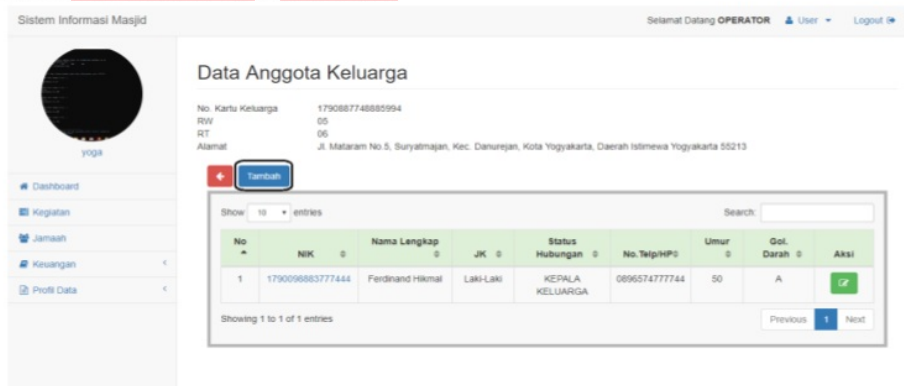 Sistem Informasi Masjid
Selamat Datang OPERATOR User Logout
yoga
Dashboard
Kegiatan
Jamaah
Keuangan
Profil Data
Data Anggota Keluarga
No. Kartu Keluarga 1790887748885994
RW 05
RT 06
Alamat Jl. Mataram No.5, Suryatmajan, Kec. Danurejan, Kota Yogyakarta, Daerah Istimewa Yogyakarta 55213
Tambah
Show 10 entries Search:
No NIK Nama Lengkap JK Status Hubungan No.Telp/HP Umur Gol. Darah Aksi
1 1790098883777444 Ferdinand Hikmal Laki-Laki KEPALA KELUARGA 0896574777744 50 A
Showing 1 to 1 of 1 entries Previous 1 Next